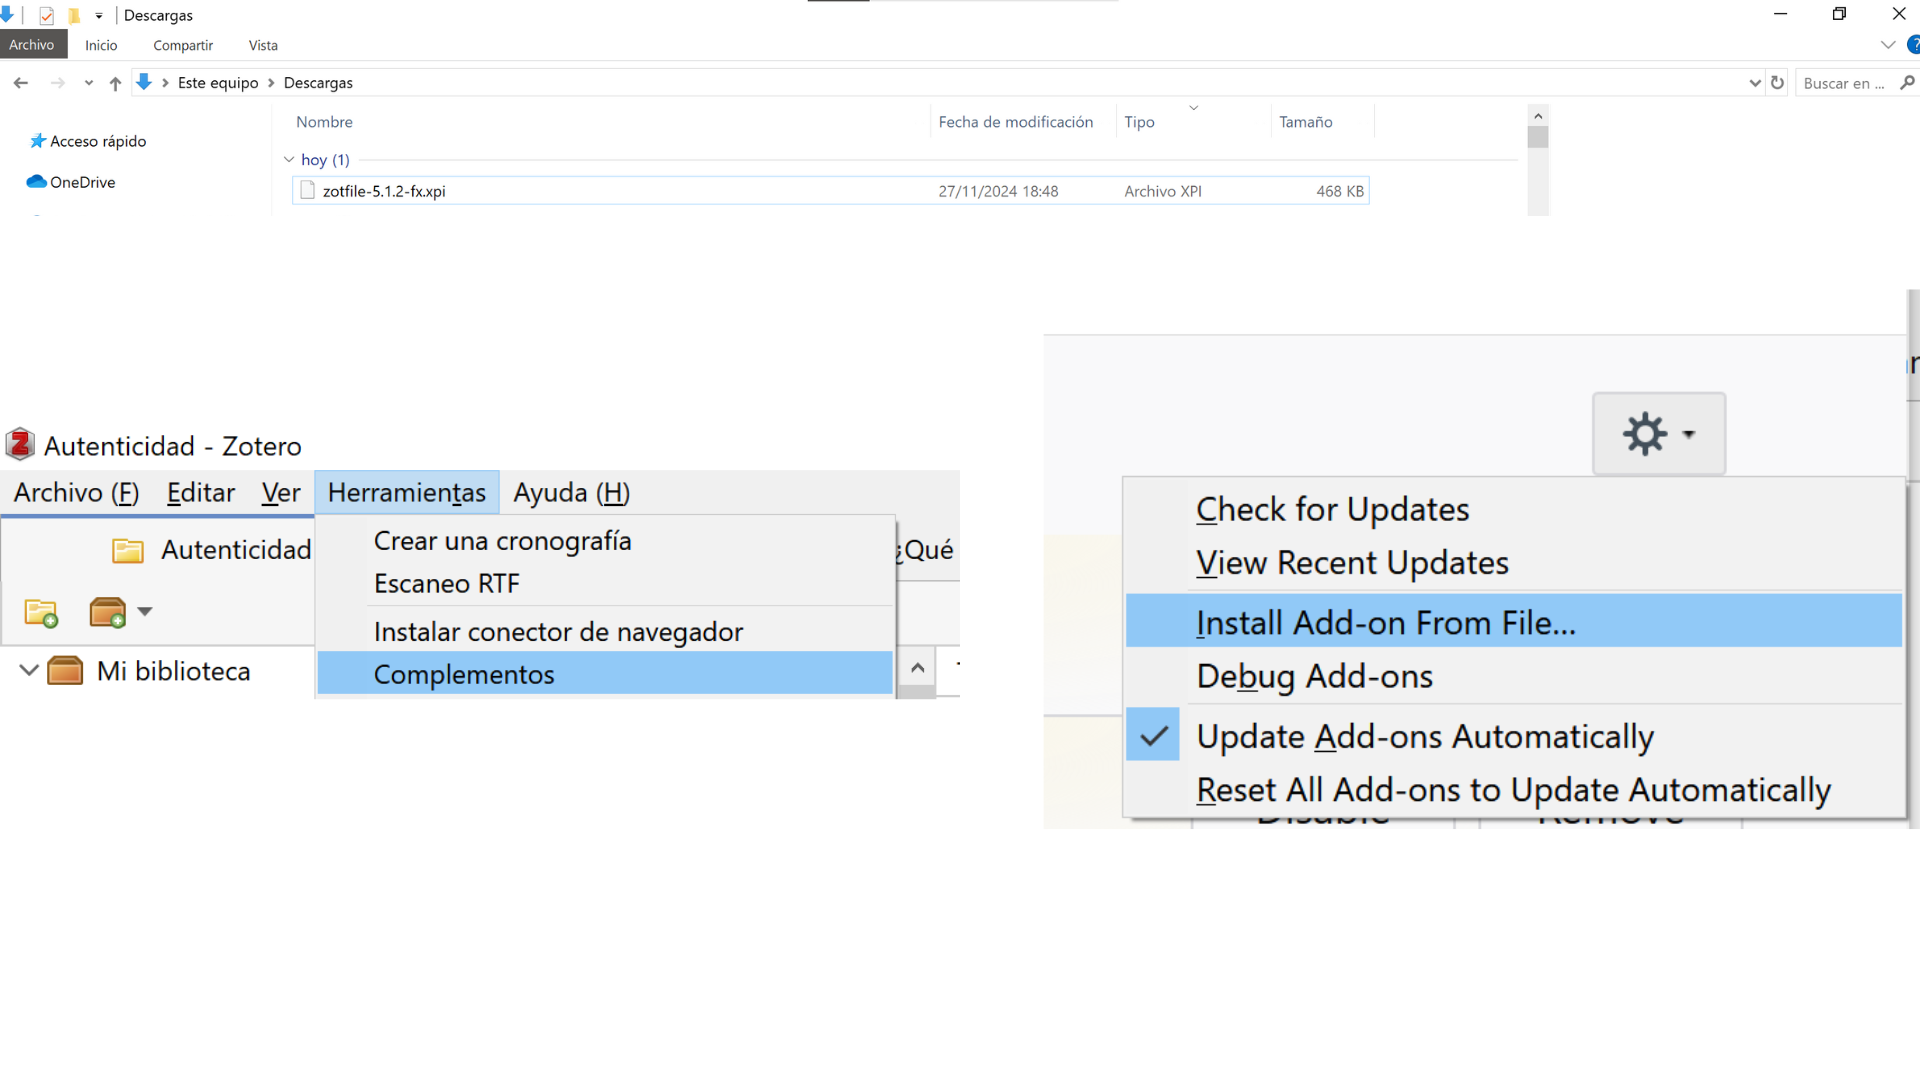 Descargas
Archivo Inicio Compartir Vista
Este equipo > Descargas
Buscar en ...
Nombre Fecha de modificación Tipo Tamaño
Acceso rápido
hoy (1)
OneDrive
zotfile-5.1.2-fx.xpi 27/11/2024 18:48 Archivo XPI 468 KB
Autenticidad - Zotero
Archivo (F) Editar Ver Herramientas Ayuda (H)
Autenticidad
¿Qué
Crear una cronografía
Escaneo RTF
Instalar conector de navegador
Mi biblioteca
Complementos
Check for Updates
View Recent Updates
Install Add-on From File...
Debug Add-ons
Update Add-ons Automatically
Reset All Add-ons to Update Automatically